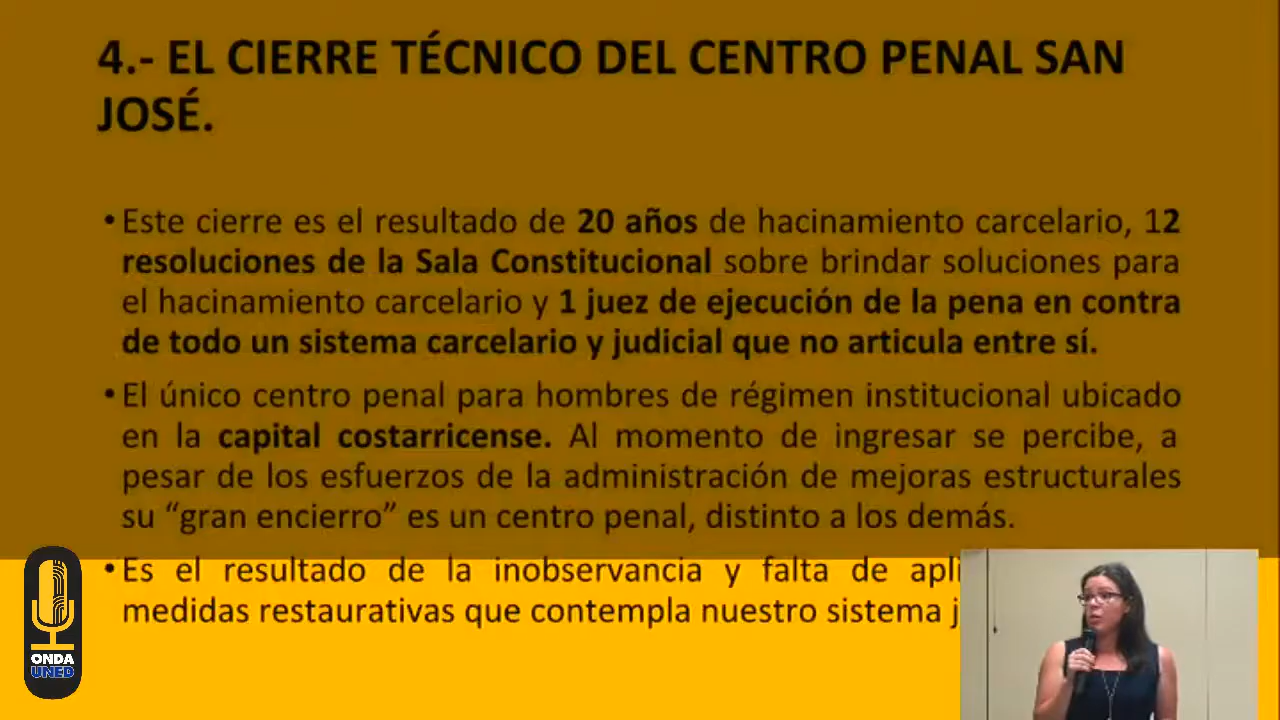 4.- EL CIERRE TÉCNICO DEL CENTRO PENAL SAN
JOSÉ.
•Este cierre es el resultado de 20 años de hacinamiento carcelario, 12
resoluciones de la Sala Constitucional sobre brindar soluciones para
el hacinamiento carcelario y 1 juez de ejecución de la pena en contra
de todo un sistema carcelario y judicial que no articula entre sí.
•El único centro penal para hombres de régimen institucional ubicado
en la capital costarricense. Al momento de ingresar se percibe, a
pesar de los esfuerzos de la administración de mejoras estructurales
su “gran encierro” es un centro penal, distinto a los demás.
•Es el resultado de la inobservancia y falta de apli
medidas restaurativas que contempla nuestro sistema j
ONDA
UNED